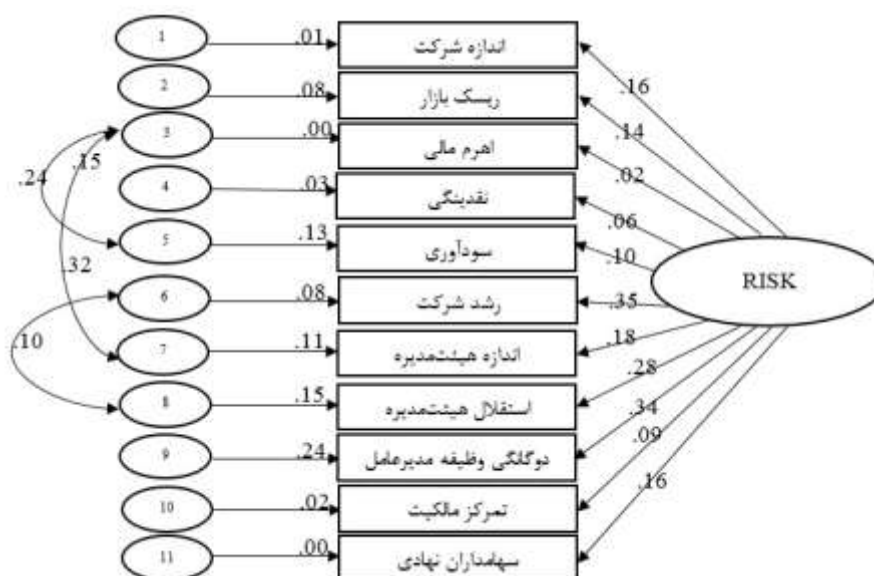 1 .01 اندازه شرکت .16
2 .08 ریسک بازار .14
3 .00 اهرم مالی .02
.15
.24
4 .03 نقدینگی .06
5 .13 سودآوری .10
.32
RISK
6 .08 رشد شرکت .35
.10
7 .11 اندازه هیئت‌مدیره .18
8 .15 استقلال هیئت‌مدیره .28
9 .24 دوگانگی وظیفه مدیرعامل .34
10 .02 تمرکز مالکیت .09
11 .00 سهامداران نهادی .16